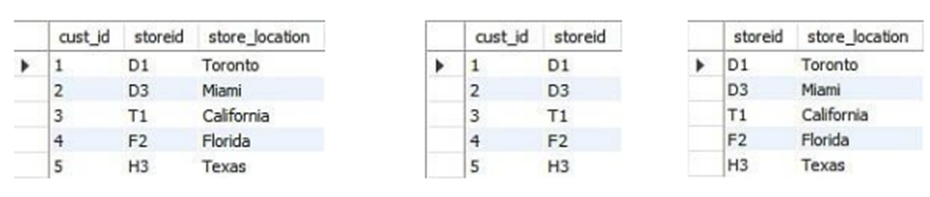 cust_id storeid store_location
1 D1 Toronto
2 D3 Miami
3 T1 California
4 F2 Florida
5 H3 Texas
cust_id storeid
1 D1
2 D3
3 T1
4 F2
5 H3
storeid store_location
D1 Toronto
D3 Miami
T1 California
F2 Florida
H3 Texas